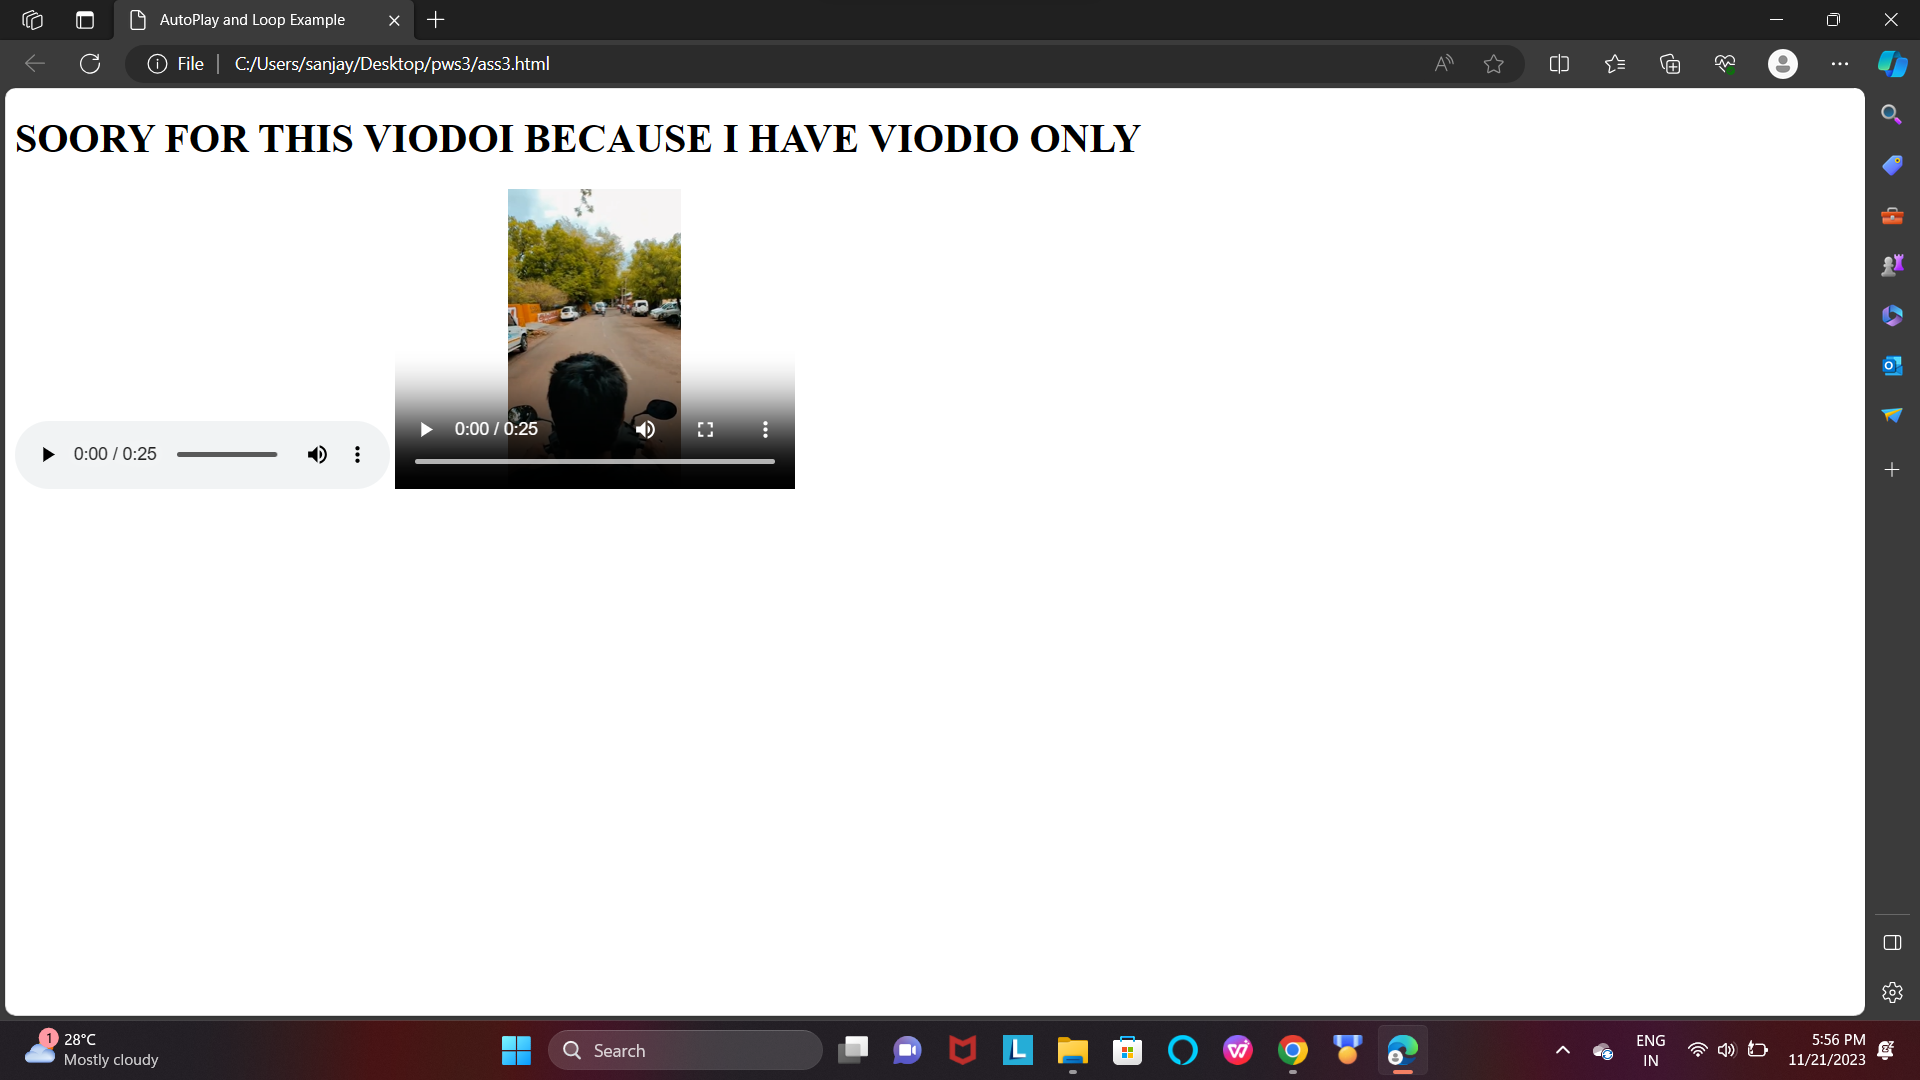 AutoPlay and Loop Example
File
C:/Users/sanjay/Desktop/pws3/ass3.html
SOORY FOR THIS VIODOI BECAUSE I HAVE VIODIO ONLY
0:00 / 0:25
0:00 / 0:25
1
28°C
Mostly cloudy
Search
ENG
IN
5:56 PM
11/21/2023